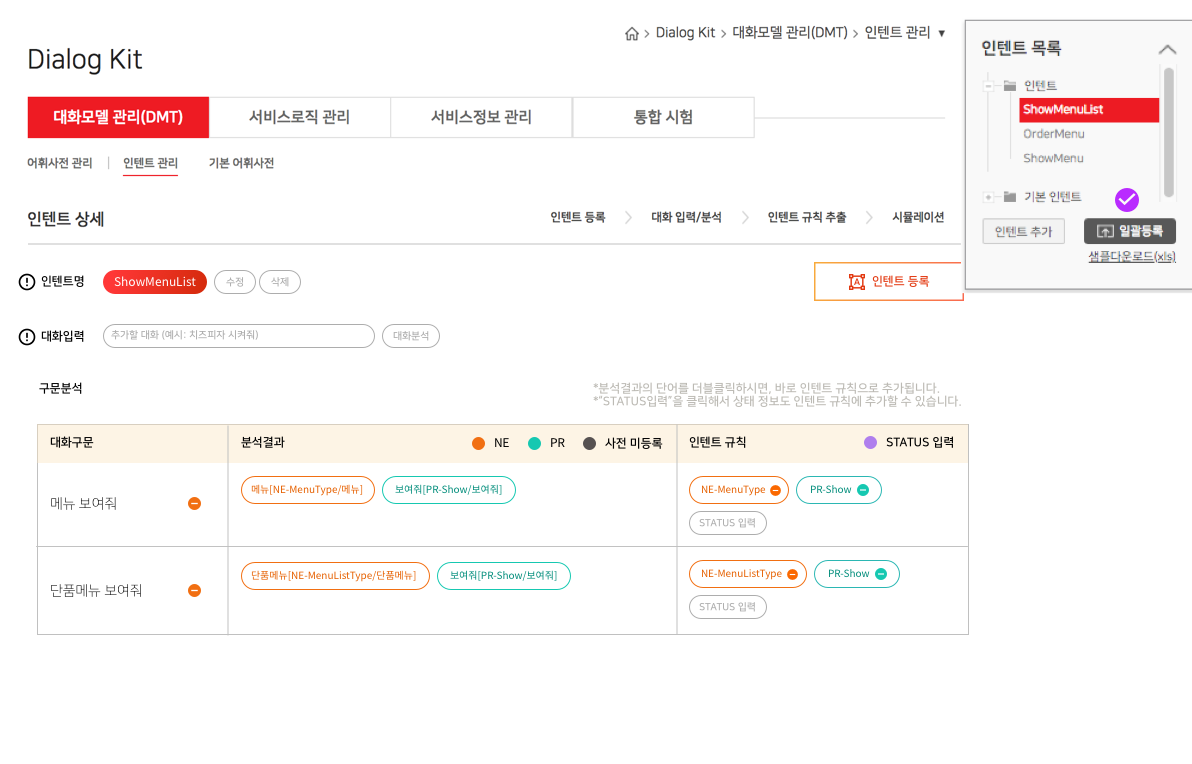 Dialog Kit > 대화모델 관리(DMT) > 인텐트 관리 ▼
Dialog Kit
대화모델 관리(DMT) 서비스로직 관리 서비스정보 관리 통합 시험
어휘사전 관리 | 인텐트 관리 기본 어휘사전
인텐트 상세
인텐트 등록 > 대화 입력/분석 > 인텐트 규칙 추출 > 시뮬레이션
인텐트 목록
인텐트
ShowMenuList
OrderMenu
ShowMenu
기본 인텐트
인텐트 추가 일괄등록
샘플다운로드(xls)
인텐트명 ShowMenuList 수정 삭제
A 인텐트 등록
대화입력 추가할 대화 (예시: 치즈피자 시켜줘) 대화분석
구문분석
*분석결과의 단어를 더블클릭하시면, 바로 인텐트 규칙으로 추가됩니다.
*"STATUS입력"을 클릭해서 상태 정보도 인텐트 규칙에 추가할 수 있습니다.
대화구문 분석결과 NE PR 사전 미등록 인텐트 규칙 STATUS 입력
메뉴 보여줘 메뉴[NE-MenuType/메뉴] 보여줘[PR-Show/보여줘] NE-MenuType PR-Show
STATUS 입력
단품메뉴 보여줘 단품메뉴[NE-MenuListType/단품메뉴] 보여줘[PR-Show/보여줘] NE-MenuListType PR-Show
STATUS 입력